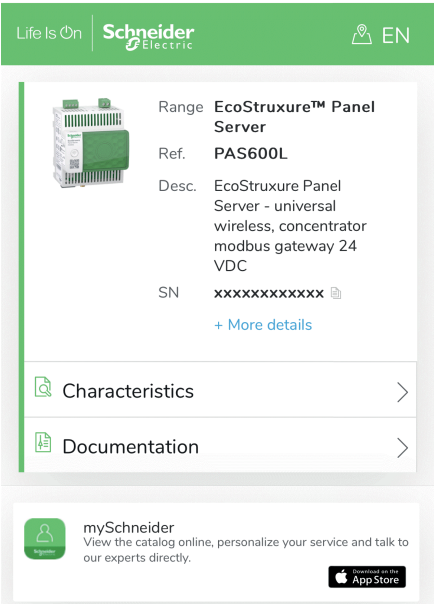 Life Is On | Schneider Electric
EN
Range EcoStruxure™ Panel
Server
Ref. PAS600L
Desc. EcoStruxure Panel
Server - universal
wireless, concentrator
modbus gateway 24
VDC
SN xxxxxxxxxxxx
+ More details
Characteristics
Documentation
mySchneider
View the catalog online, personalize your service and talk to
our experts directly.
Download on the
App Store